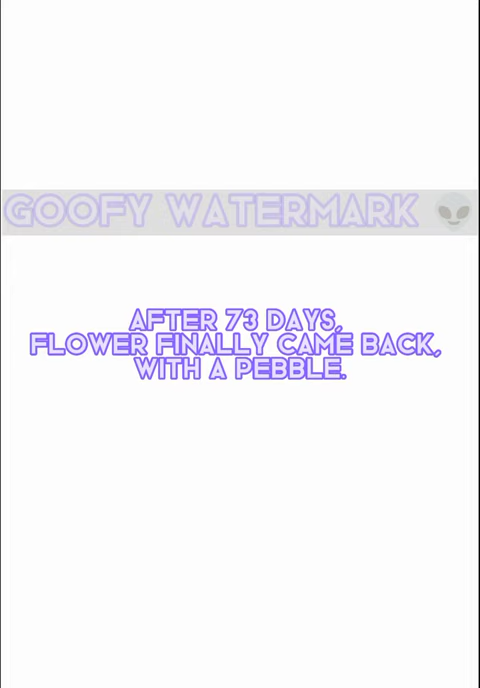 GOOFY WATERMARK 👽
AFTER 73 DAYS,
FLOWER FINALLY CAME BACK,
WITH A PEBBLE.